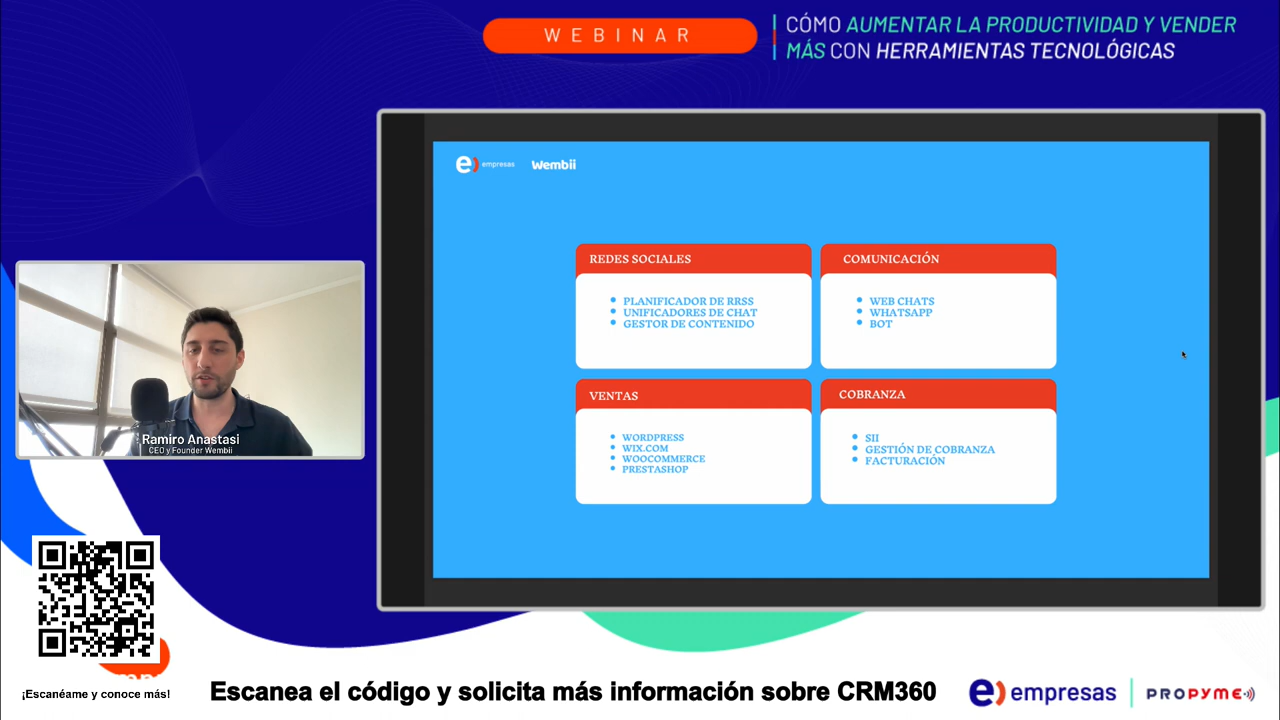 WEBINAR
CÓMO AUMENTAR LA PRODUCTIVIDAD Y VENDER
MÁS CON HERRAMIENTAS TECNOLÓGICAS
e) empresas
Wembii
REDES SOCIALES
PLANIFICADOR DE RRSS
UNIFICADORES DE CHAT
GESTOR DE CONTENIDO
COMUNICACIÓN
WEB CHATS
WHATSAPP
BOT
VENTAS
WORDPRESS
WIX.COM
WOOCOMMERCE
PRESTASHOP
COBRANZA
SII
GESTIÓN DE COBRANZA
FACTURACIÓN
Ramiro Anastasi
CEO y Founder Wembii
¡Escanéame y conoce más!
Escanea el código y solicita más información sobre CRM360
e) empresas
PROPYME